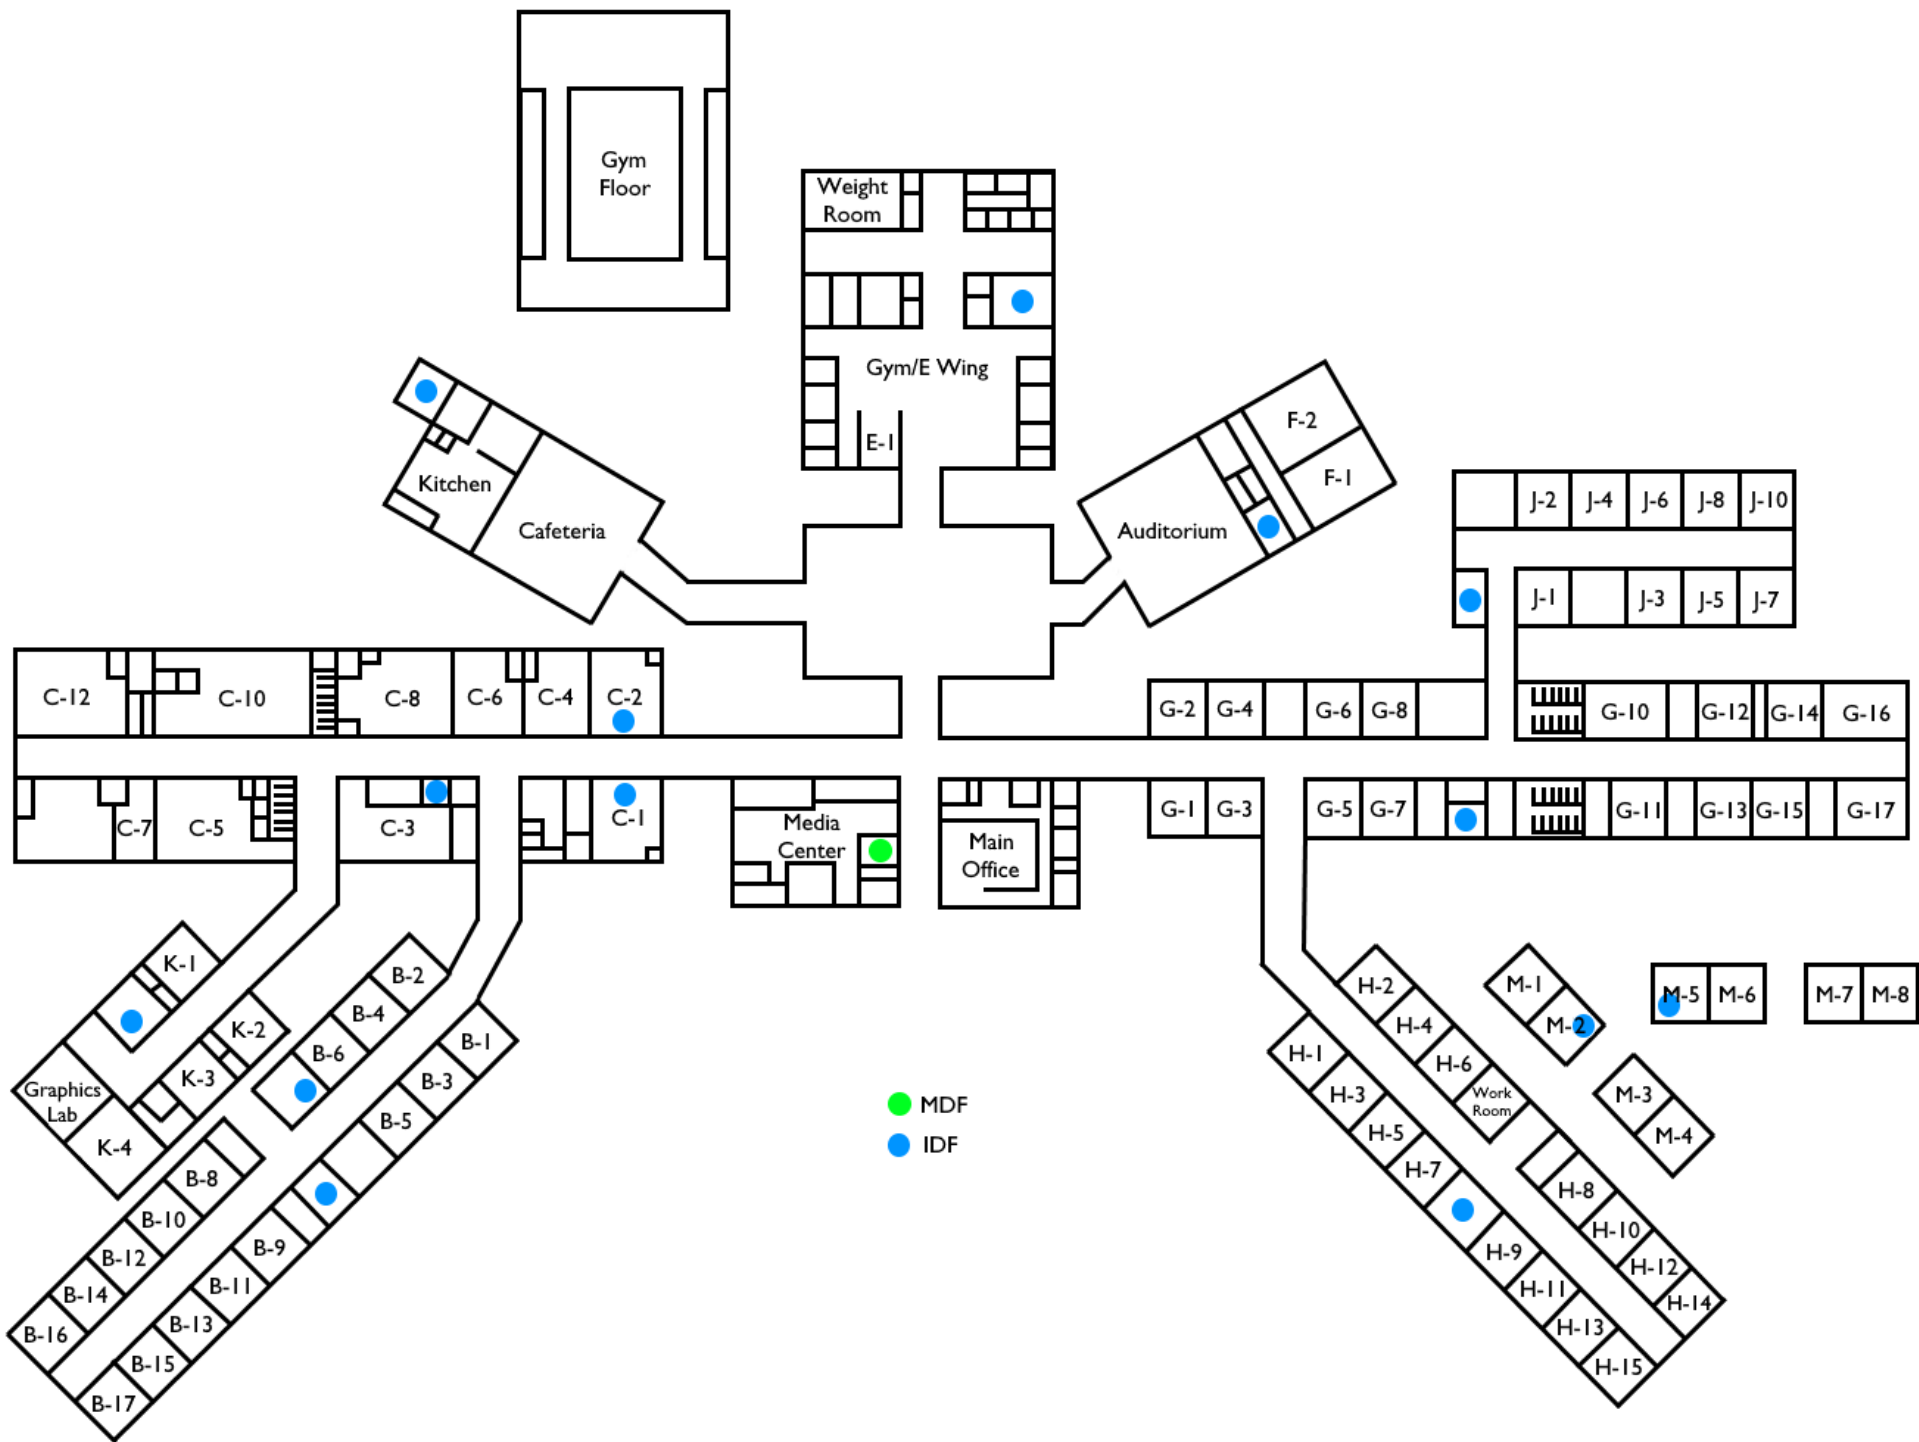 Gym
Floor
Weight
Room
Gym/E Wing
E-1
Kitchen
Cafeteria
Auditorium
F-2
F-1
J-2
J-4
J-6
J-8
J-10
J-1
J-3
J-5
J-7
C-12
C-10
C-8
C-6
C-4
C-2
G-2
G-4
G-6
G-8
G-10
G-12
G-14
G-16
C-7
C-5
C-3
C-1
Media
Center
Main
Office
G-1
G-3
G-5
G-7
G-11
G-13
G-15
G-17
K-1
K-2
K-3
Graphics
Lab
K-4
B-2
B-4
B-6
B-1
B-3
B-5
B-8
B-10
B-12
B-14
B-16
B-9
B-11
B-13
B-15
B-17
MDF
IDF
H-2
H-4
H-6
Work
Room
H-1
H-3
H-5
H-7
H-8
H-10
H-12
H-14
H-9
H-11
H-13
H-15
M-1
M-2
M-3
M-4
M-5
M-6
M-7
M-8